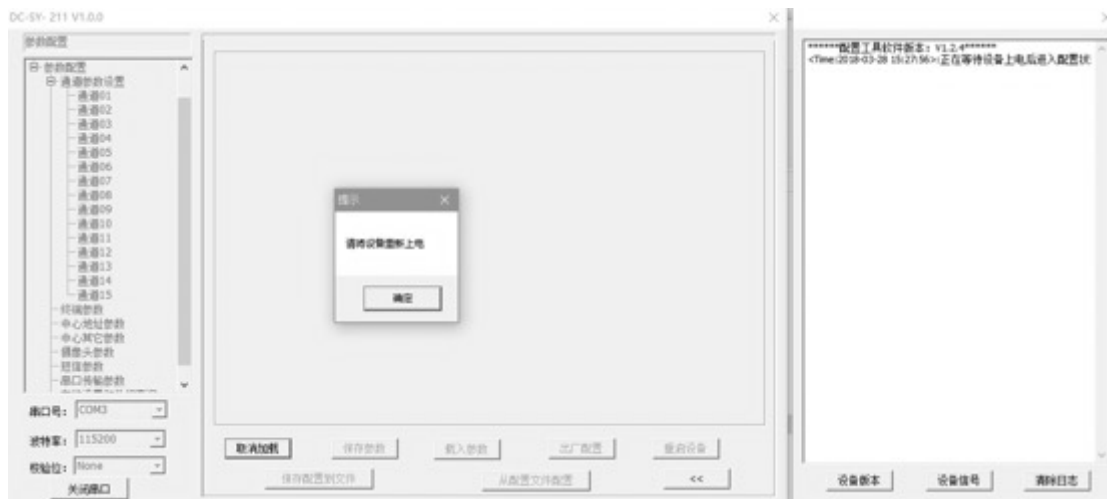 DC-SY- 211 V1.0.0
参数配置
参数配置
通道参数设置
通道01
通道02
通道03
通道04
通道05
通道06
通道07
通道08
通道09
通道10
通道11
通道12
通道13
通道14
通道15
终端参数
中心地址参数
中心其它参数
摄像头参数
短信参数
串口传输参数
串口号: COM3
波特率: 115200
校验位: None
关闭串口
提示
请将设备重新上电
确定
取消加载
保存参数
载入参数
出厂配置
重启设备
保存配置到文件
从配置文件配置
<<
******配置工具软件版本: V1.2.4******
<Time:2018-03-28 15:27:56>:正在等待设备上电后进入配置状
设备版本
设备信号
清除日志